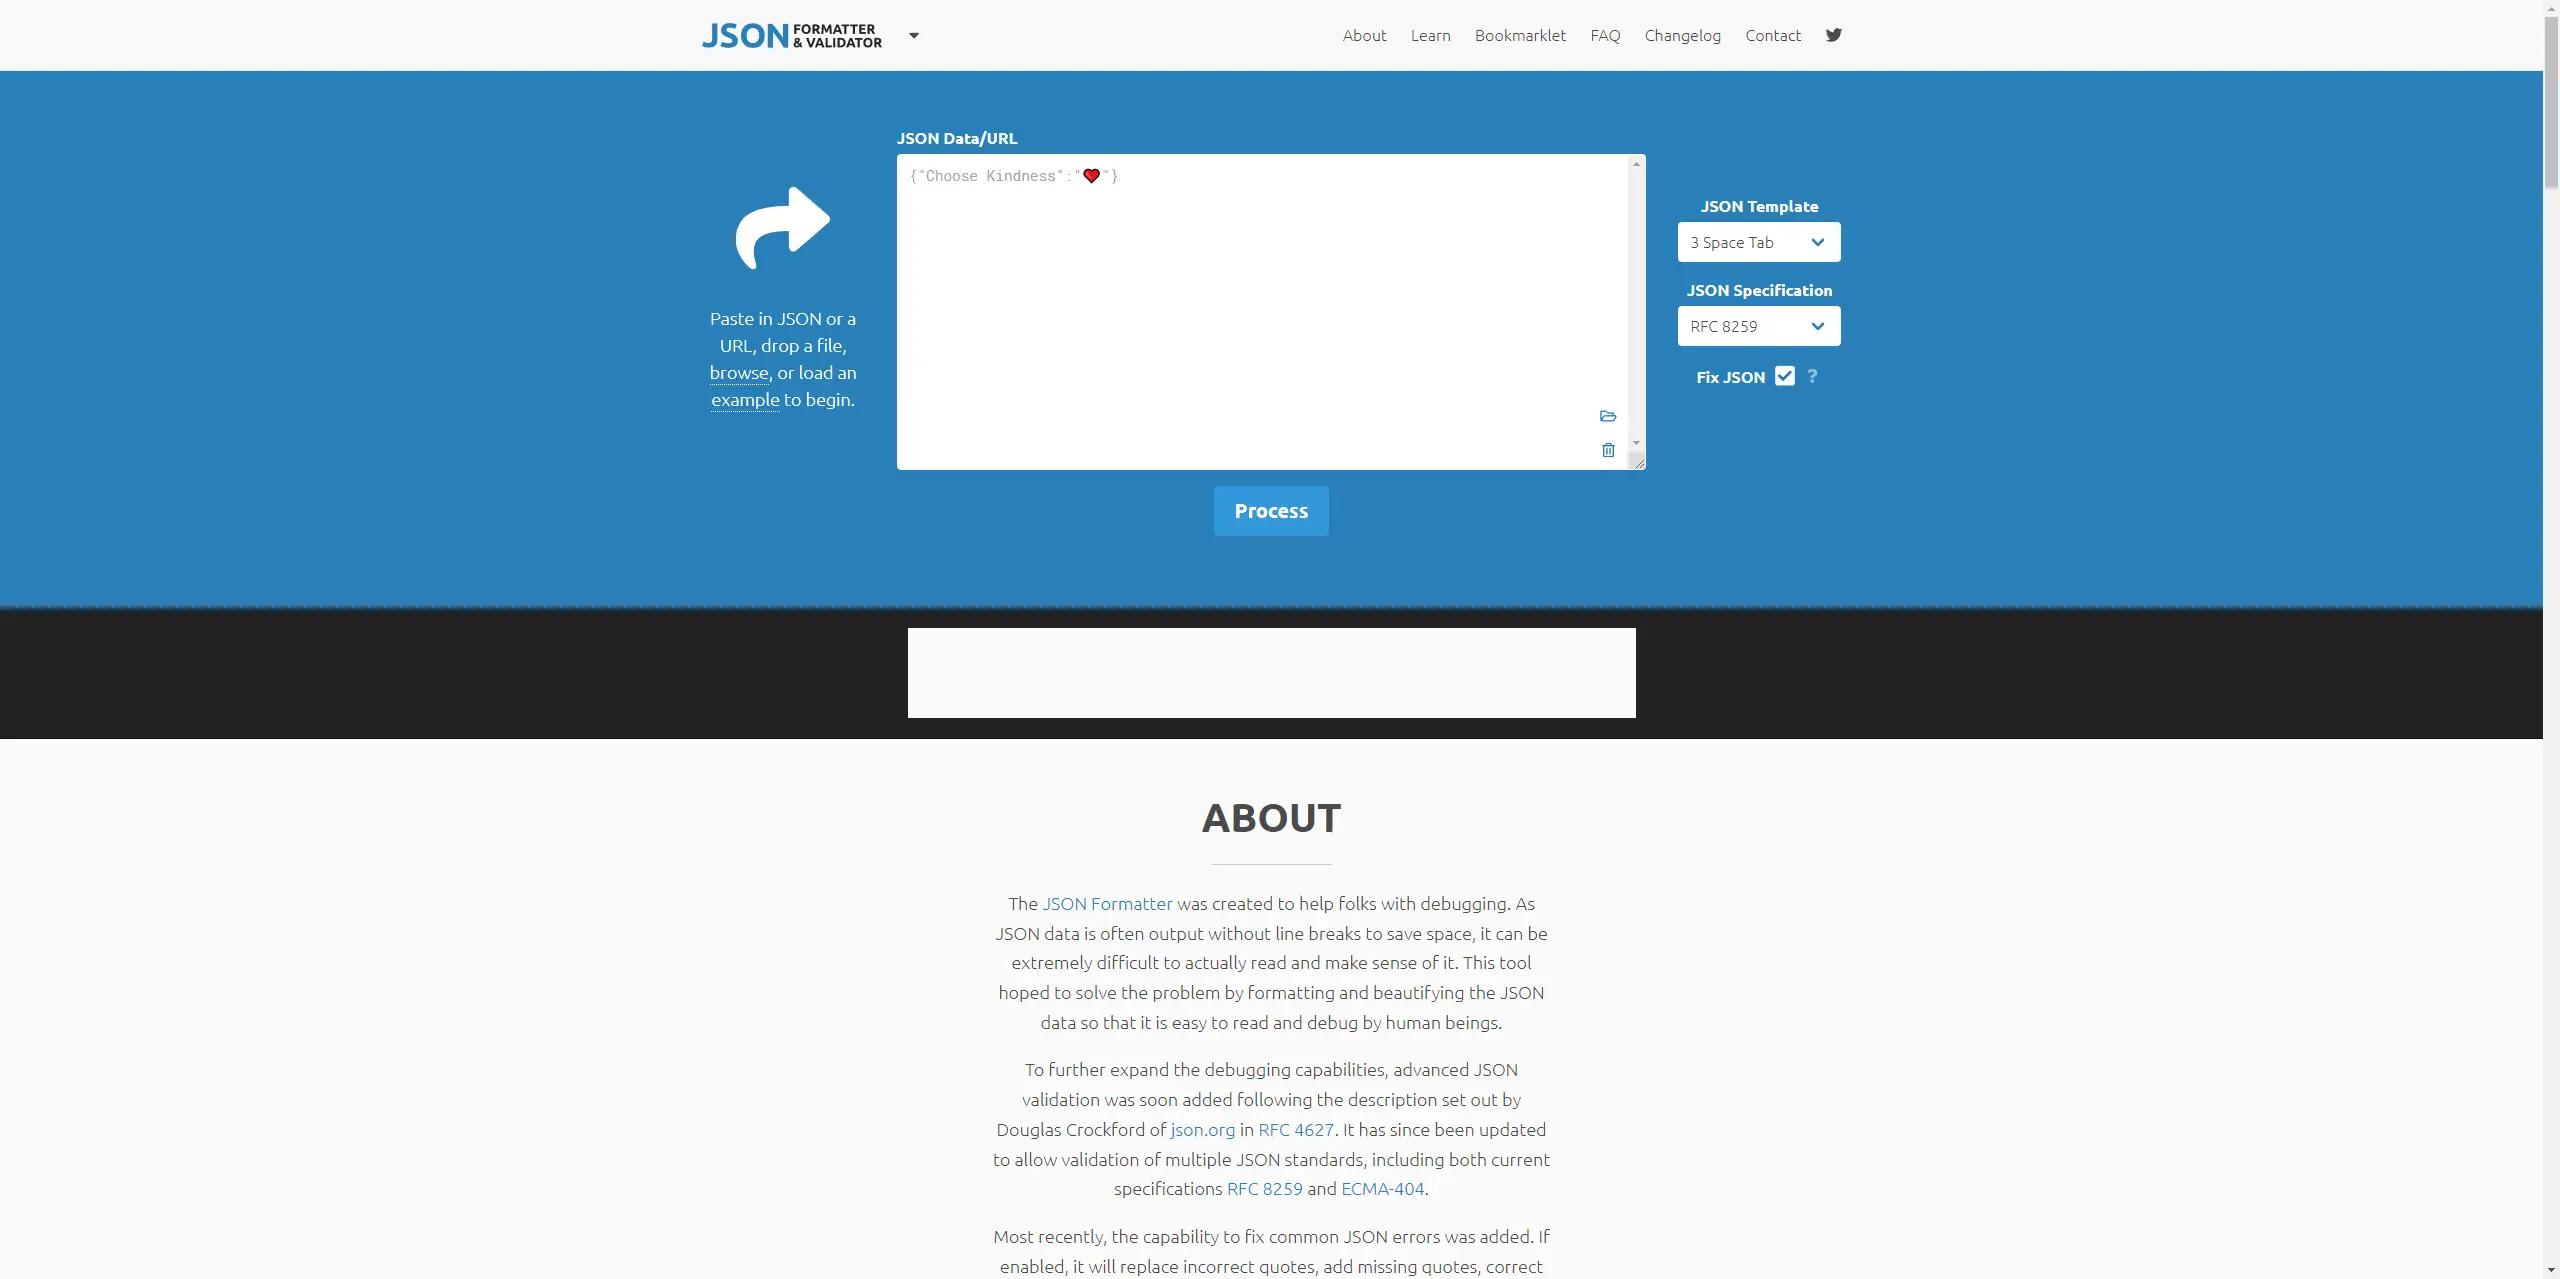 JSON FORMATTER & VALIDATOR
About Learn Bookmarklet FAQ Changelog Contact
JSON Data/URL
{"Choose Kindness":"❤️"}
Paste in JSON or a
URL, drop a file,
browse, or load an
example to begin.
JSON Template
3 Space Tab
JSON Specification
RFC 8259
Fix JSON ?
Process
ABOUT
The JSON Formatter was created to help folks with debugging. As
JSON data is often output without line breaks to save space, it can be
extremely difficult to actually read and make sense of it. This tool
hoped to solve the problem by formatting and beautifying the JSON
data so that it is easy to read and debug by human beings.
To further expand the debugging capabilities, advanced JSON
validation was soon added following the description set out by
Douglas Crockford of json.org in RFC 4627. It has since been updated
to allow validation of multiple JSON standards, including both current
specifications RFC 8259 and ECMA-404.
Most recently, the capability to fix common JSON errors was added. If
enabled, it will replace incorrect quotes, add missing quotes, correct